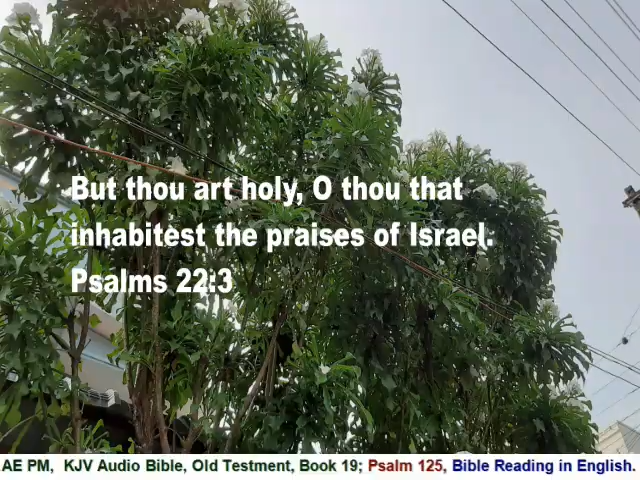 But thou art holy, O thou that
inhabitest the praises of Israel.
Psalms 22:3
AE PM, KJV Audio Bible, Old Testment, Book 19; Psalm 125, Bible Reading in English.